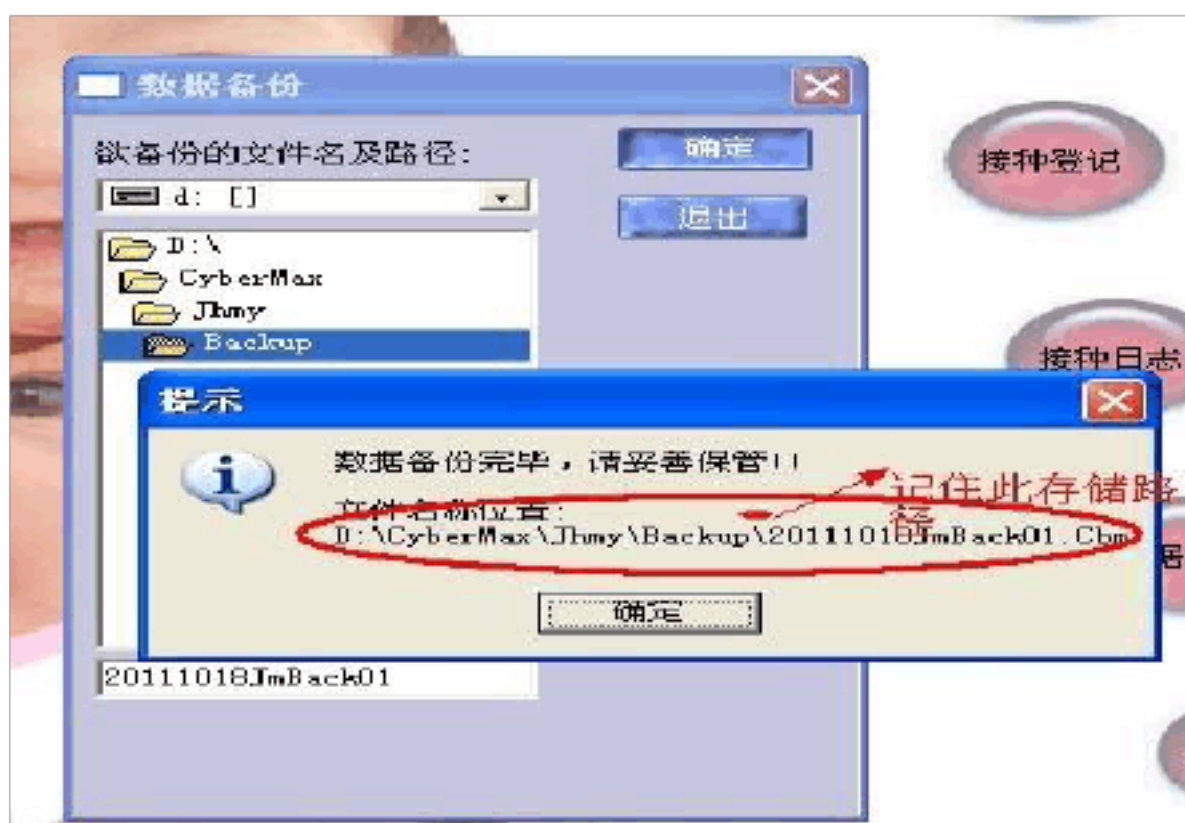 数据备份
欲备份的文件名及路径:
确定
d: []
退出
D:\
CyberMax
Jhmy
Backup
接种登记
接种日志
提示
数据备份完毕，请妥善保管!!
文件名称位置:
D:\CyberMax\Jhmy\Backup\20111018JmBack01.Cbm
记住此存储路
径
居
确定
20111018JmBack01